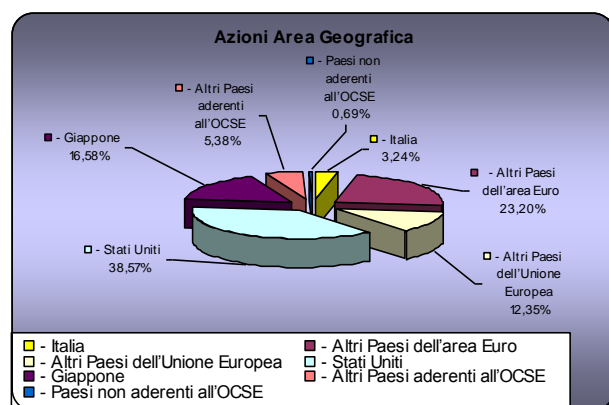 Azioni Area Geografica
- Paesi non
aderenti
all'OCSE
0,69%
- Altri Paesi
aderenti
all'OCSE
5,38%
- Italia
3,24%
- Giappone
16,58%
- Altri Paesi
dell'area Euro
23,20%
- Stati Uniti
38,57%
- Altri Paesi
dell'Unione
Europea
12,35%
- Italia
- Altri Paesi dell'area Euro
- Altri Paesi dell'Unione Europea
- Stati Uniti
- Giappone
- Altri Paesi aderenti all'OCSE
- Paesi non aderenti all'OCSE